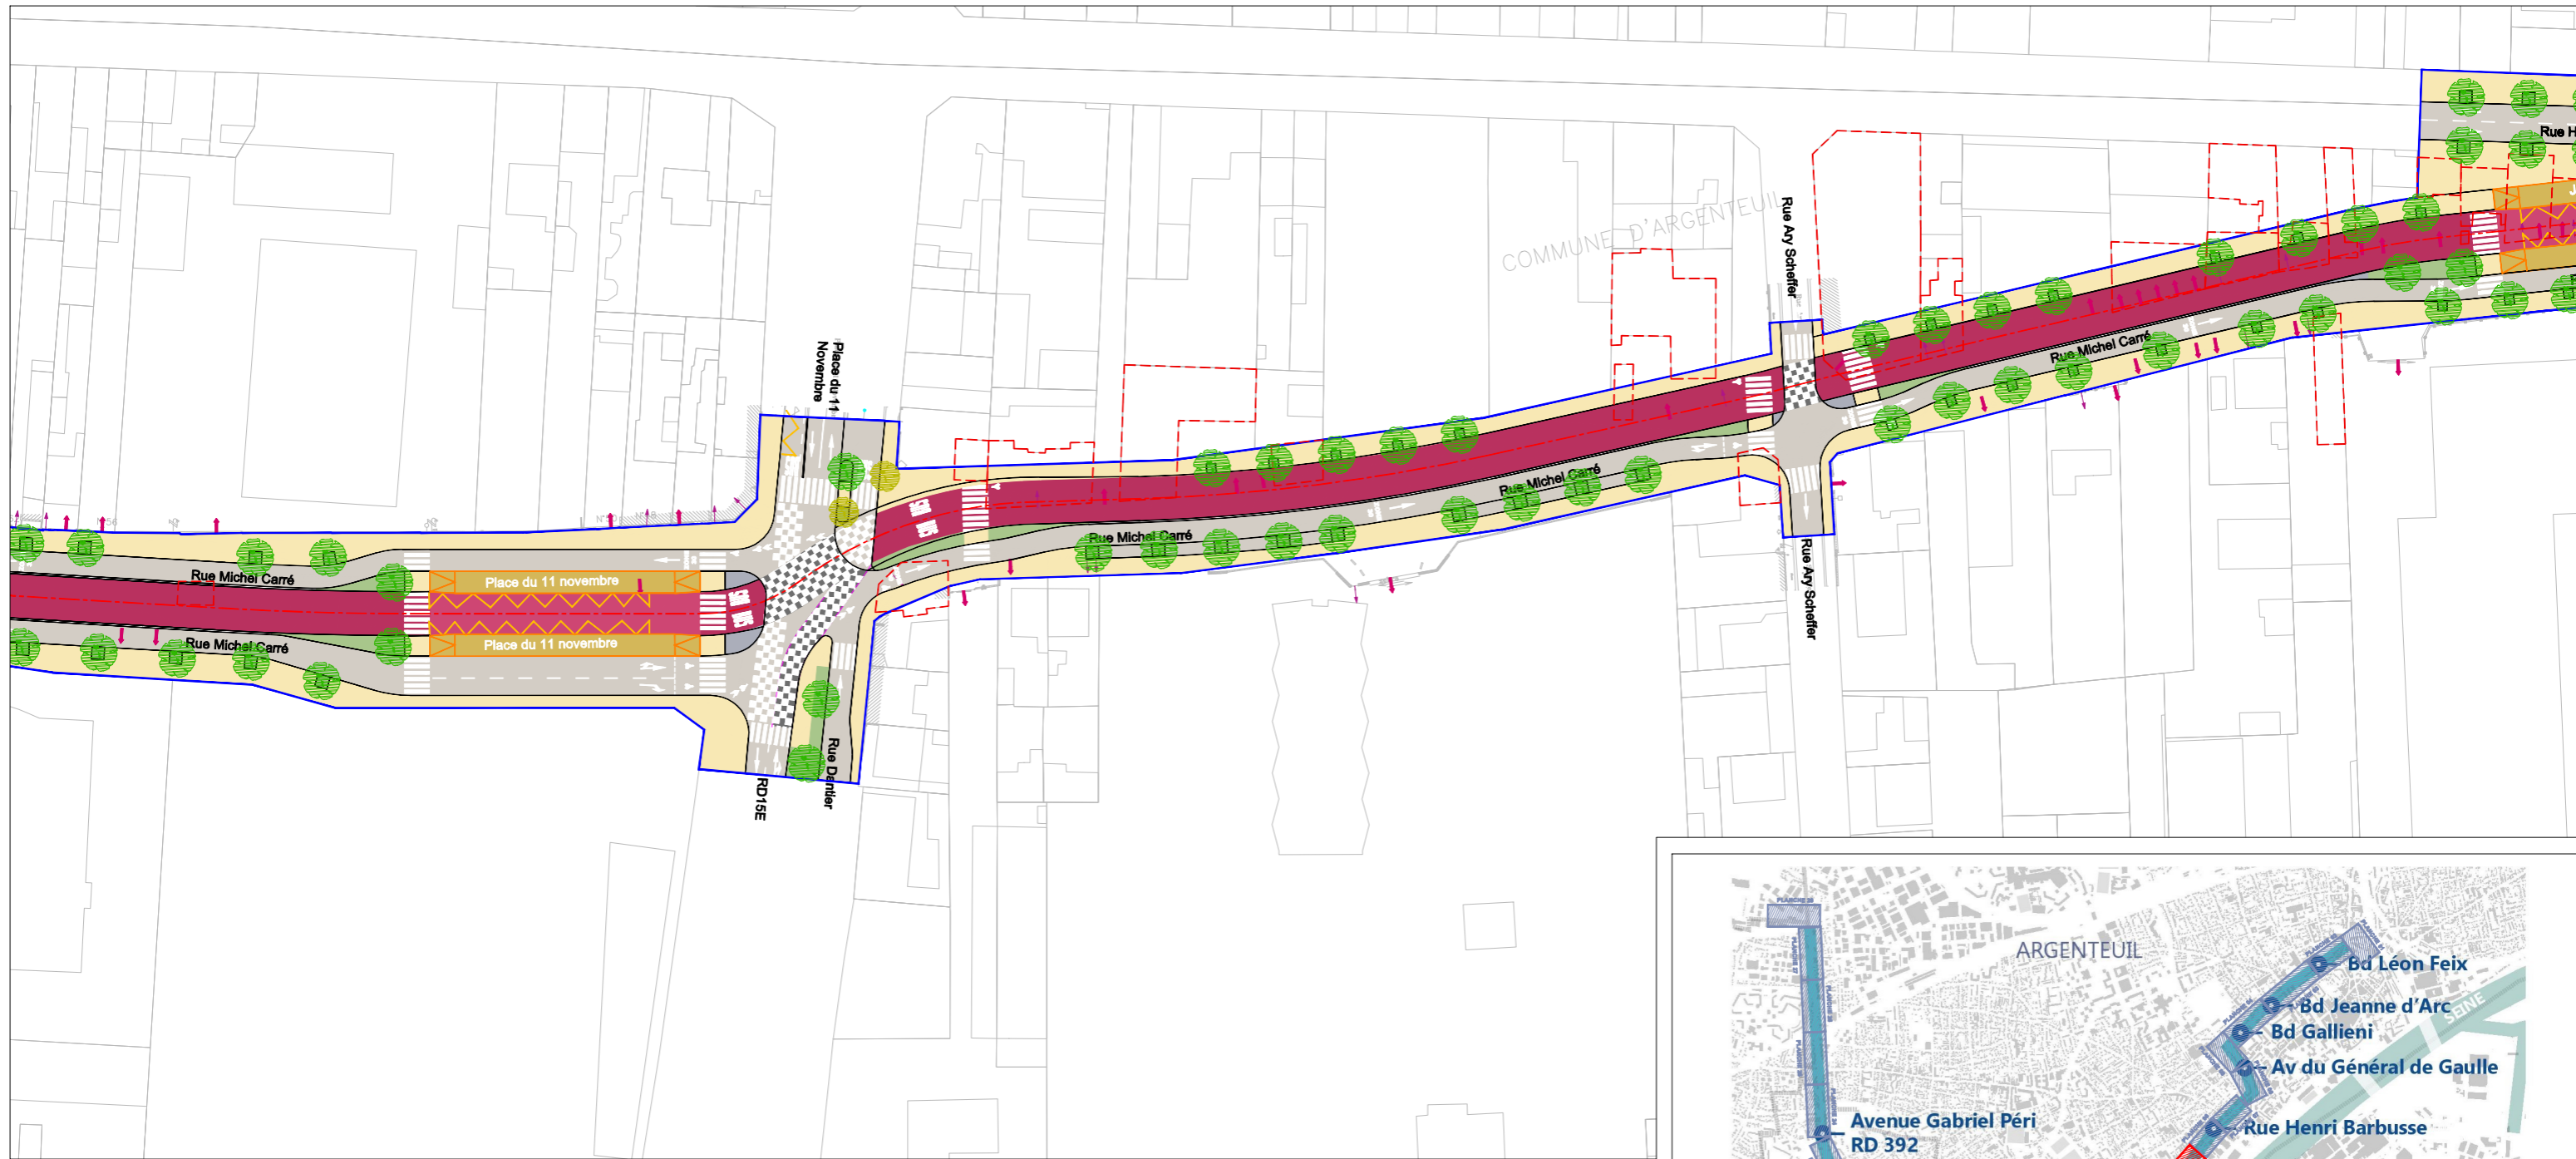 Rue H
COMMUNE D'ARGENTEUIL
Rue Ary Scheffer
Place du 11
Novembre
Rue Michel Carré
Rue Michel Carré
Rue Michel Carré
Rue Michel Carré
Place du 11 novembre
Rue Michel Carré
Place du 11 novembre
Rue Ary Scheffer
RD15E
Rue Dantier
ARGENTEUIL
Bd Léon Feix
Bd Jeanne d'Arc
SEINE
Bd Gallieni
Av du Général de Gaulle
Avenue Gabriel Péri
RD 392
Rue Henri Barbusse